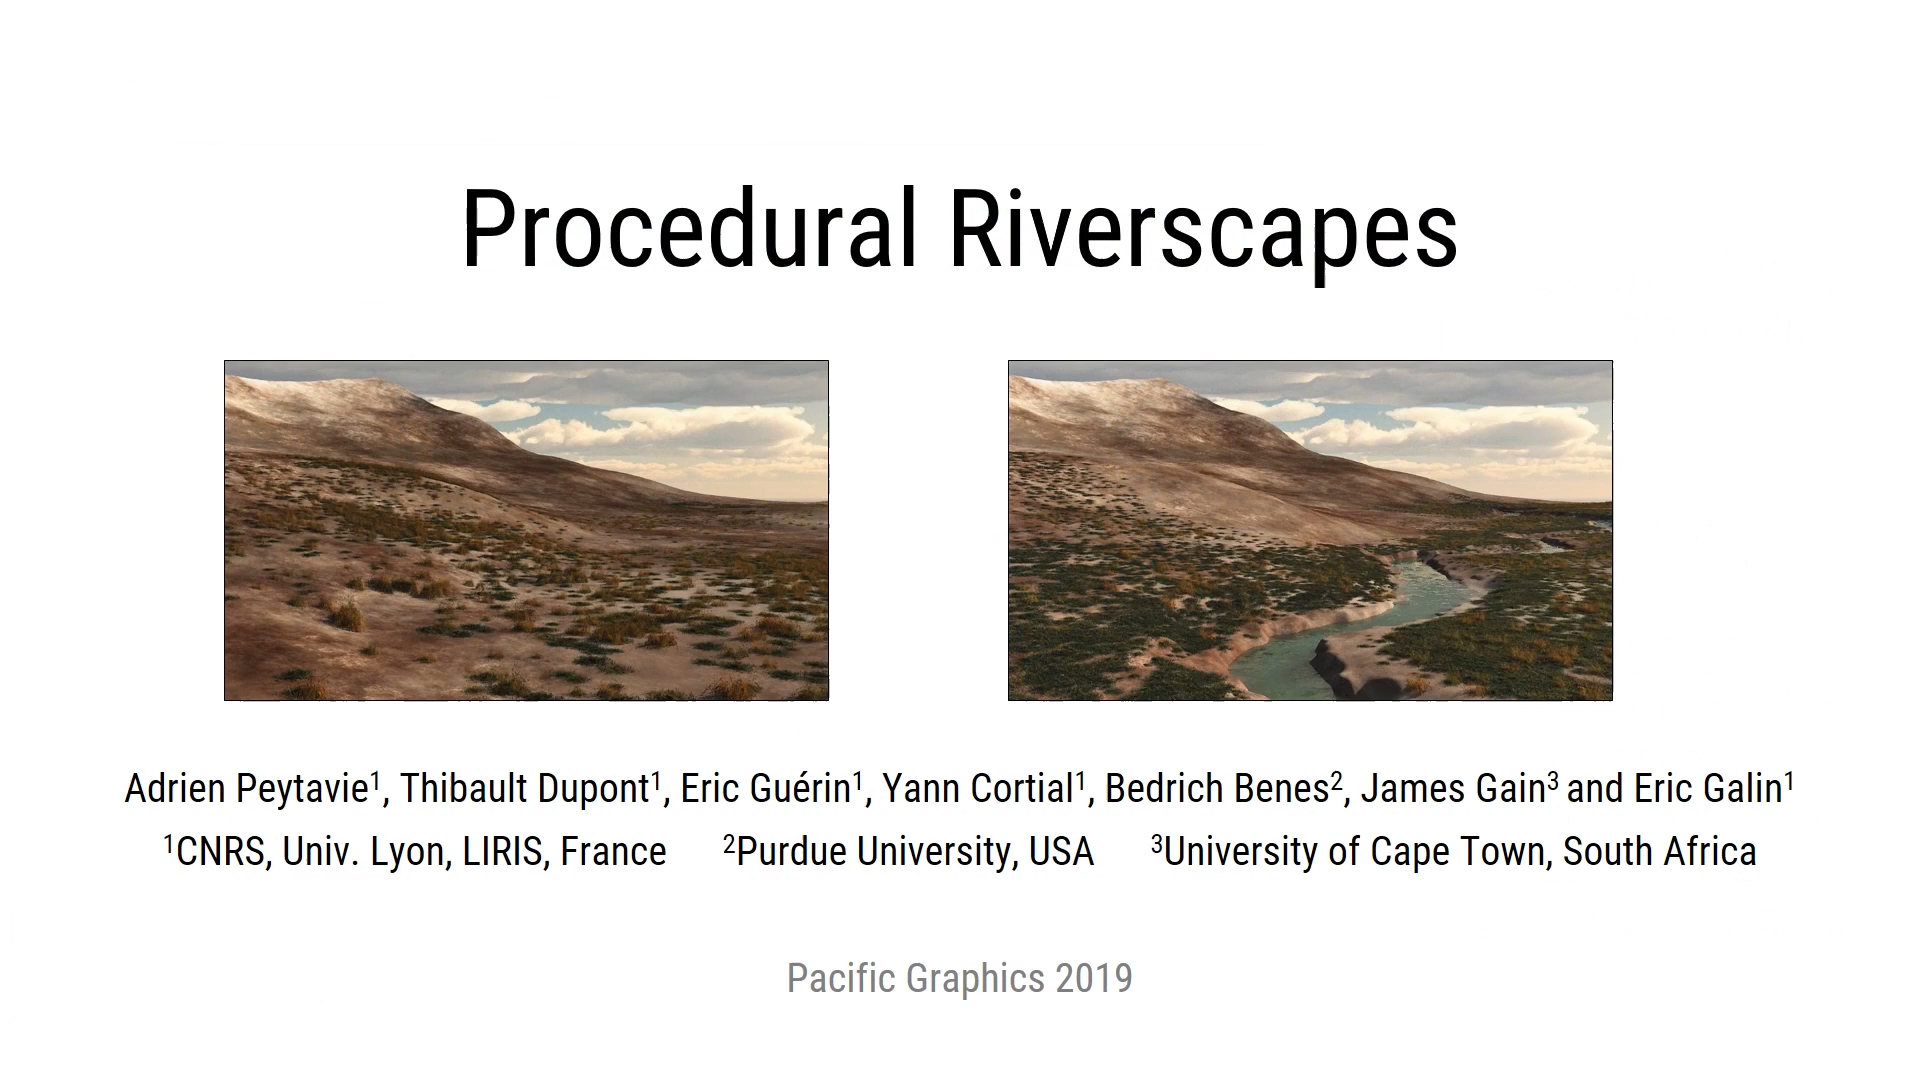 Procedural Riverscapes
Adrien Peytavie¹, Thibault Dupont¹, Eric Guérin¹, Yann Cortial¹, Bedrich Benes², James Gain³ and Eric Galin¹
¹CNRS, Univ. Lyon, LIRIS, France ²Purdue University, USA ³University of Cape Town, South Africa
Pacific Graphics 2019